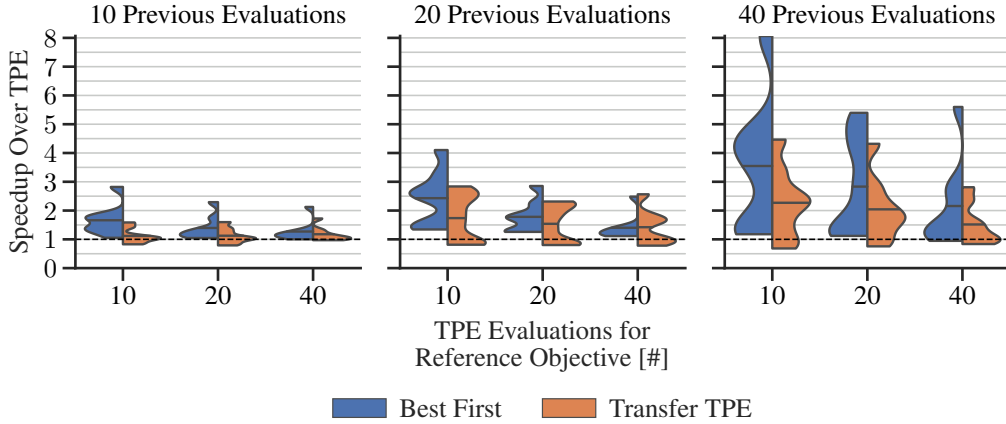 10 Previous Evaluations
20 Previous Evaluations
40 Previous Evaluations
Speedup Over TPE
8
7
6
5
4
3
2
1
0
10 20 40
10 20 40
10 20 40
TPE Evaluations for
Reference Objective [#]
Best First
Transfer TPE